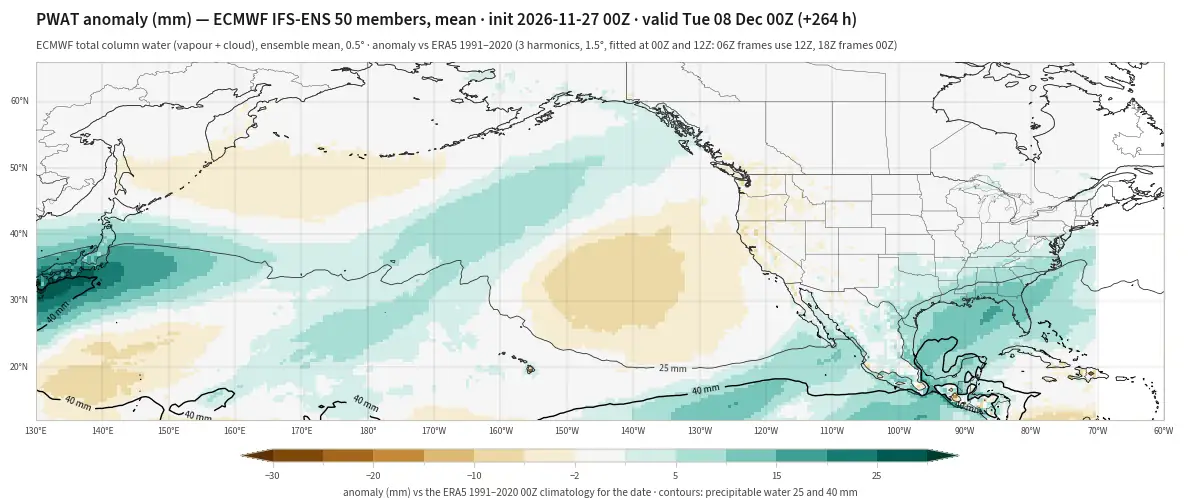 PWAT anomaly (mm) — ECMWF IFS-ENS 50 members, mean · init 2026-11-27 00Z · valid Tue 08 Dec 00Z (+264 h)
ECMWF total column water (vapour + cloud), ensemble mean, 0.5° · anomaly vs ERA5 1991–2020 (3 harmonics, 1.5°, fitted at 00Z and 12Z: 06Z frames use 12Z, 18Z frames 00Z)
60°N
50°N
40°N
30°N
20°N
40 mm
25 mm
40 mm
40 mm
40 mm
40 mm
130°E 140°E 150°E 160°E 170°E 180° 170°W 160°W 150°W 140°W 130°W 120°W 110°W 100°W 90°W 80°W 70°W 60°W
−30 −20 −10 −2 5 15 25
anomaly (mm) vs the ERA5 1991–2020 00Z climatology for the date · contours: precipitable water 25 and 40 mm